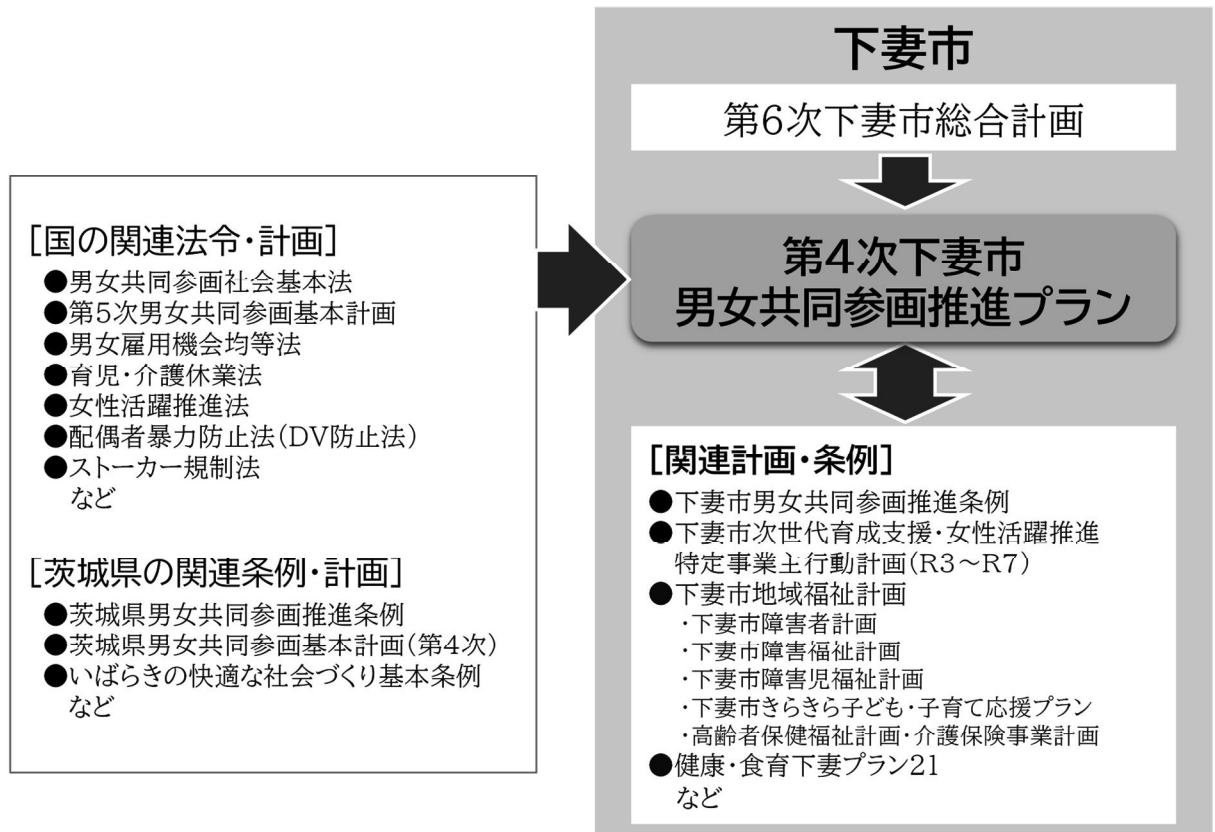 下妻市
第6次下妻市総合計画
第4次下妻市
男女共同参画推進プラン
[国の関連法令・計画]
●男女共同参画社会基本法
●第5次男女共同参画基本計画
●男女雇用機会均等法
●育児・介護休業法
●女性活躍推進法
●配偶者暴力防止法(DV防止法)
●ストーカー規制法
など
[茨城県の関連条例・計画]
●茨城県男女共同参画推進条例
●茨城県男女共同参画基本計画(第4次)
●いばらきの快適な社会づくり基本条例
など
[関連計画・条例]
●下妻市男女共同参画推進条例
●下妻市次世代育成支援・女性活躍推進
特定事業主行動計画(R3～R7)
●下妻市地域福祉計画
・下妻市障害者計画
・下妻市障害福祉計画
・下妻市障害児福祉計画
・下妻市きらきら子ども・子育て応援プラン
・高齢者保健福祉計画・介護保険事業計画
●健康・食育下妻プラン21
など